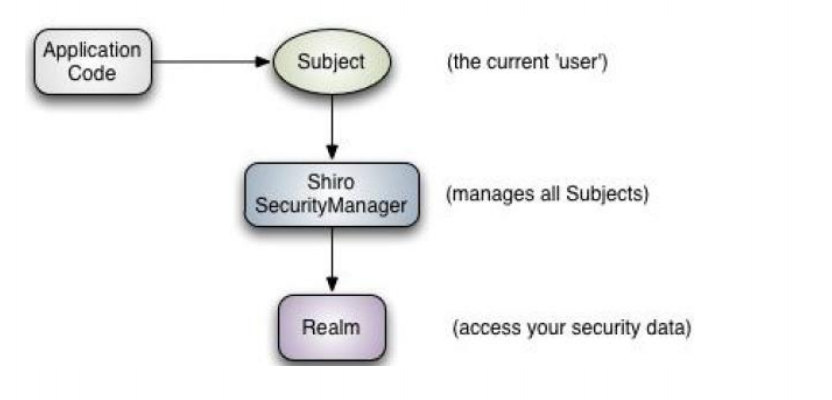 Application
Code
Subject
(the current 'user')
Shiro
SecurityManager
(manages all Subjects)
Realm
(access your security data)